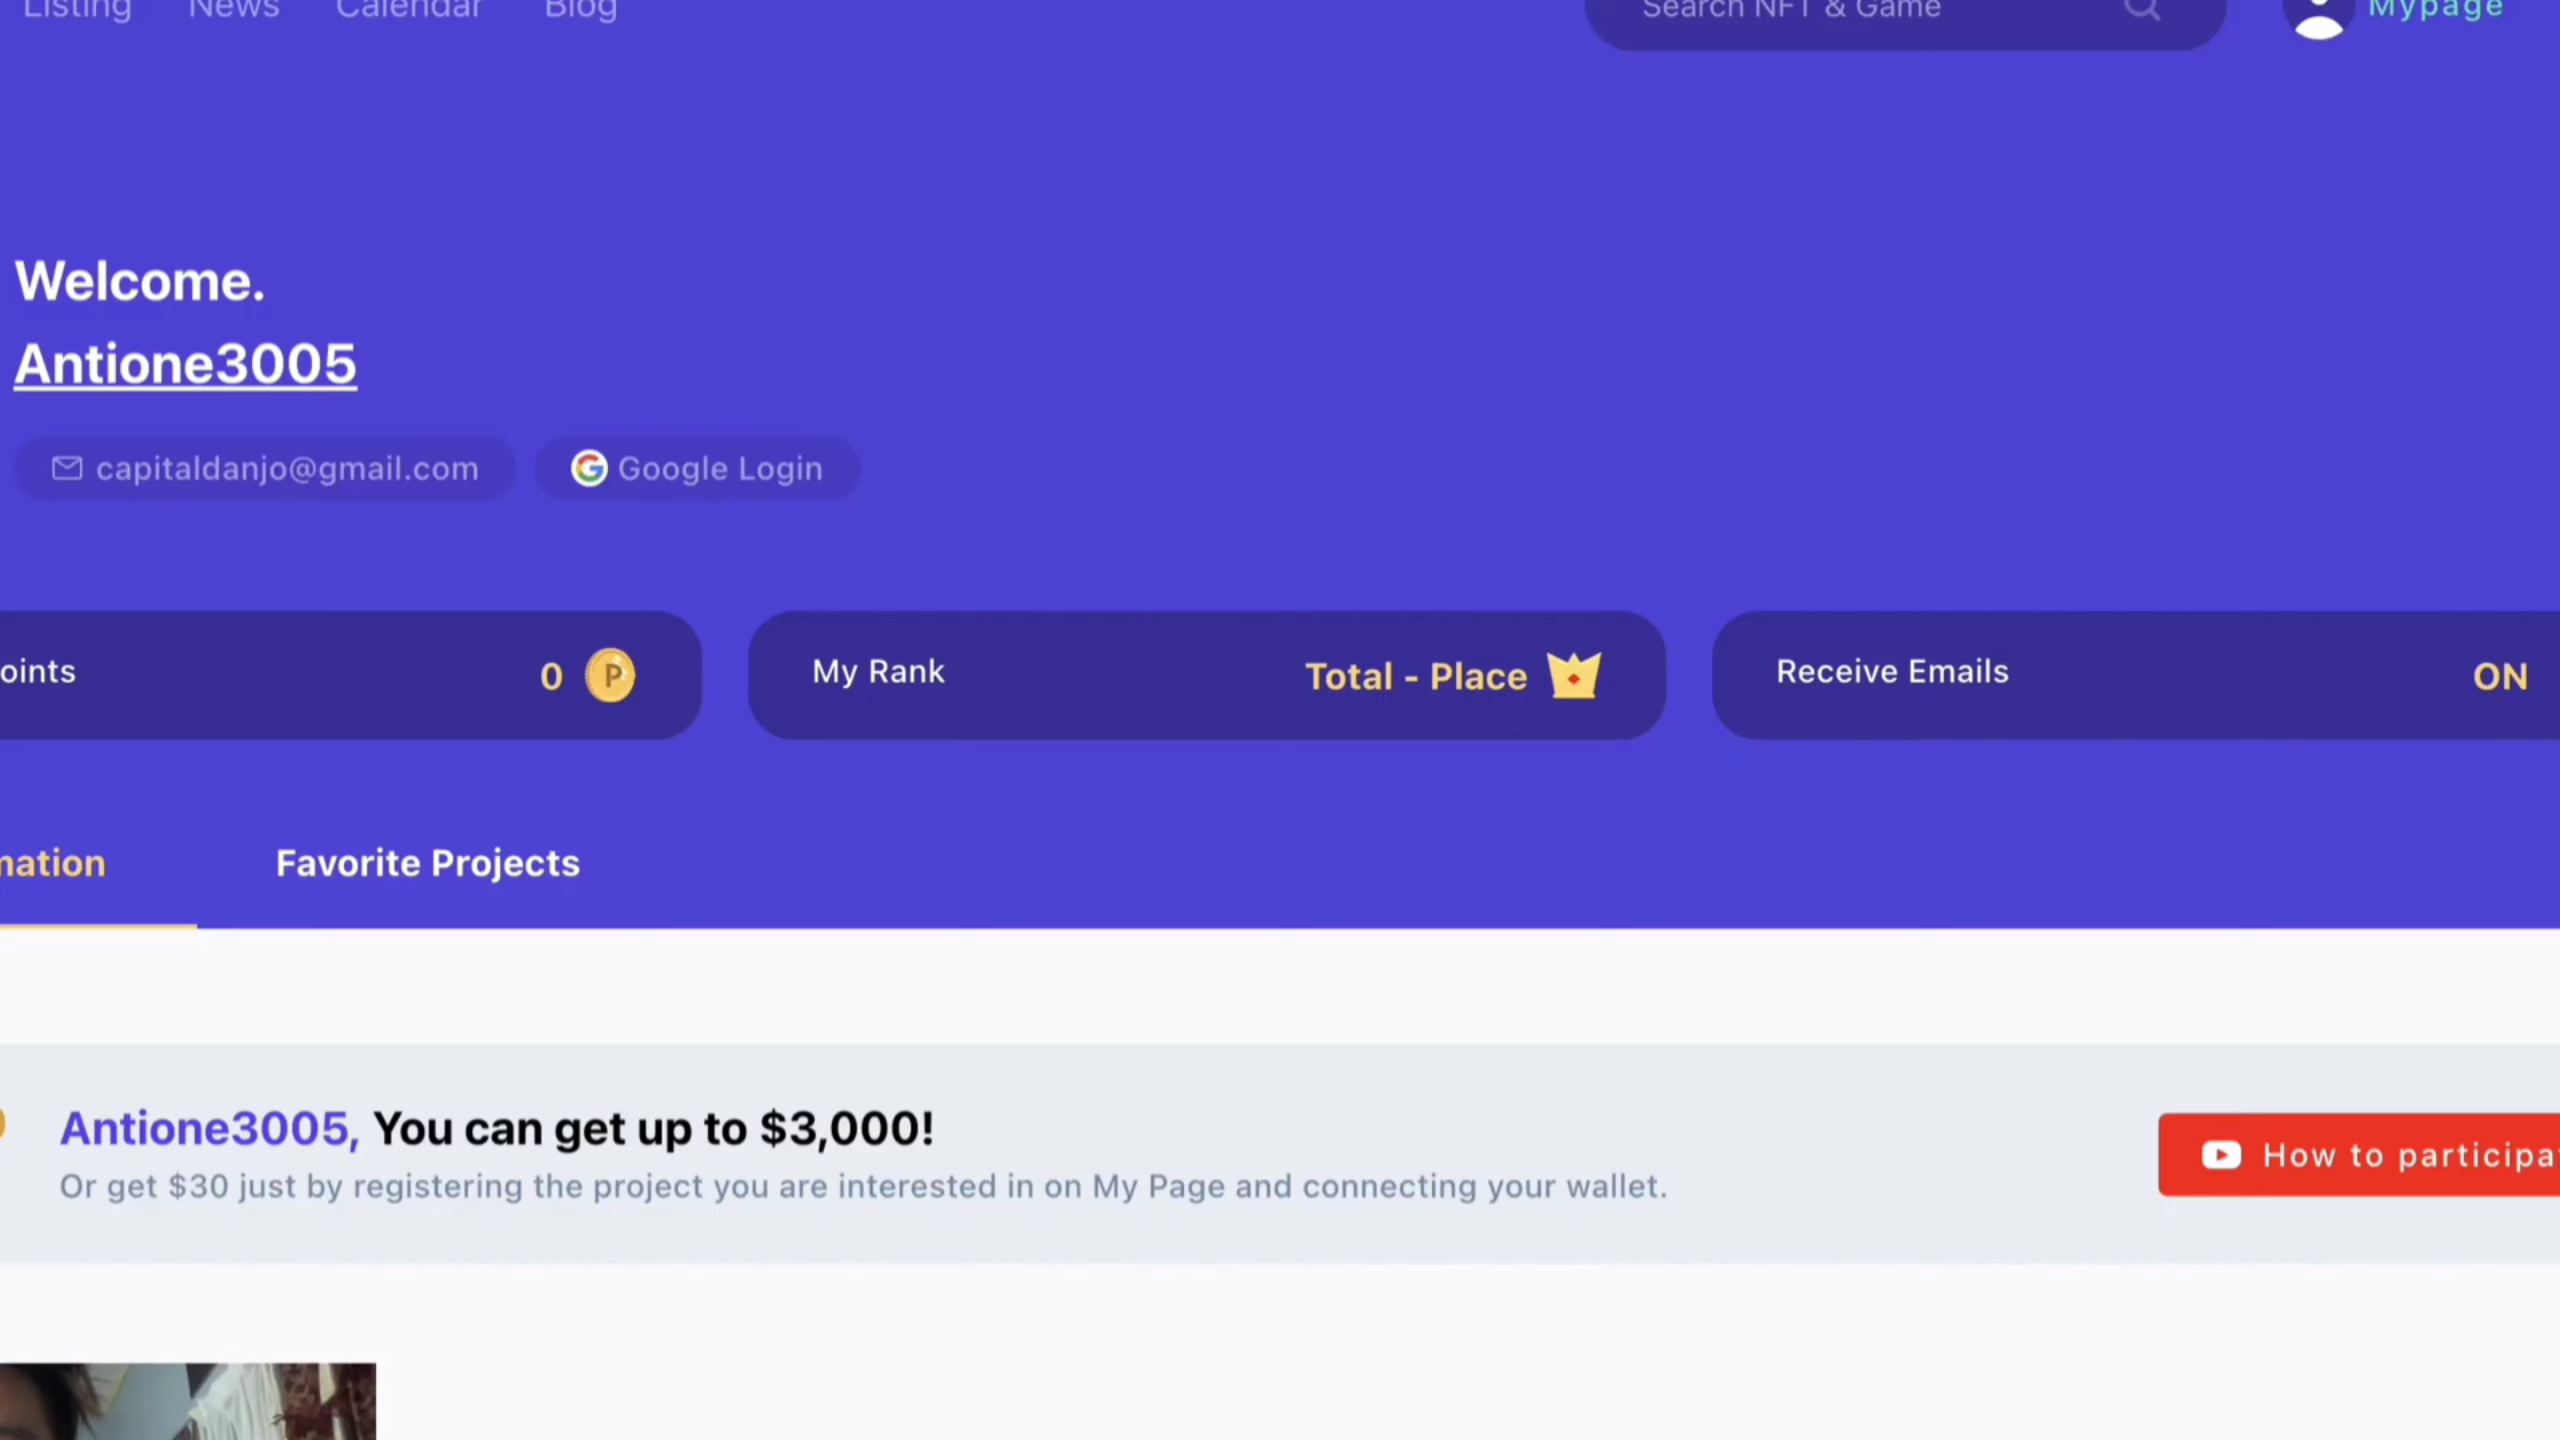 Listing News Calendar Blog Search NFT & Game Mypage
Welcome.
Antione3005
capitaldanjo@gmail.com Google Login
oints 0 P My Rank Total - Place Receive Emails ON
mation Favorite Projects
Antione3005, You can get up to $3,000!
Or get $30 just by registering the project you are interested in on My Page and connecting your wallet.
How to participa